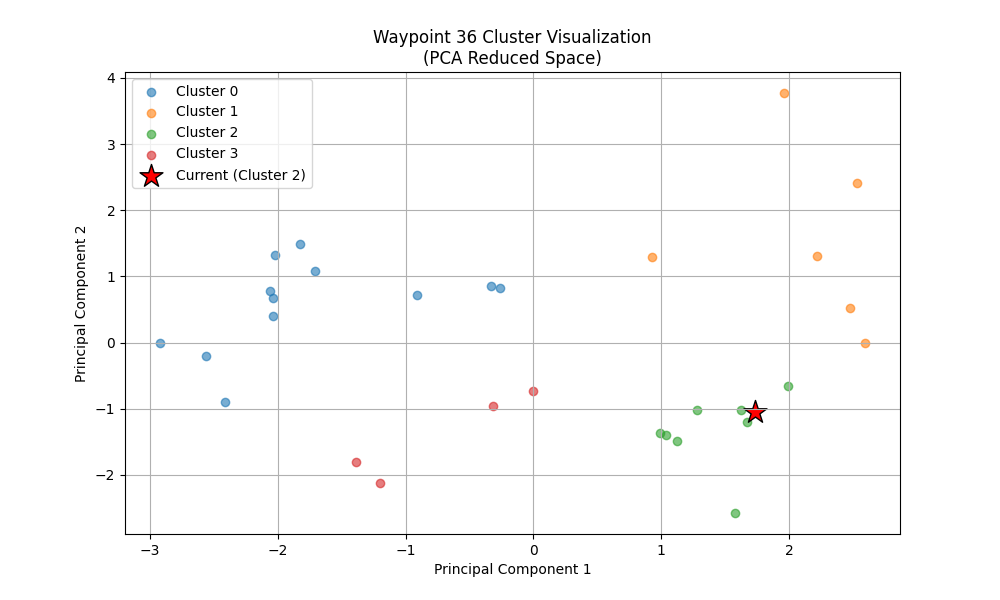 Waypoint 36 Cluster Visualization
(PCA Reduced Space)
Cluster 0
Cluster 1
Cluster 2
Cluster 3
Current (Cluster 2)
Principal Component 2
4
3
2
1
0
−1
−2
−3
−2
−1
0
1
2
Principal Component 1